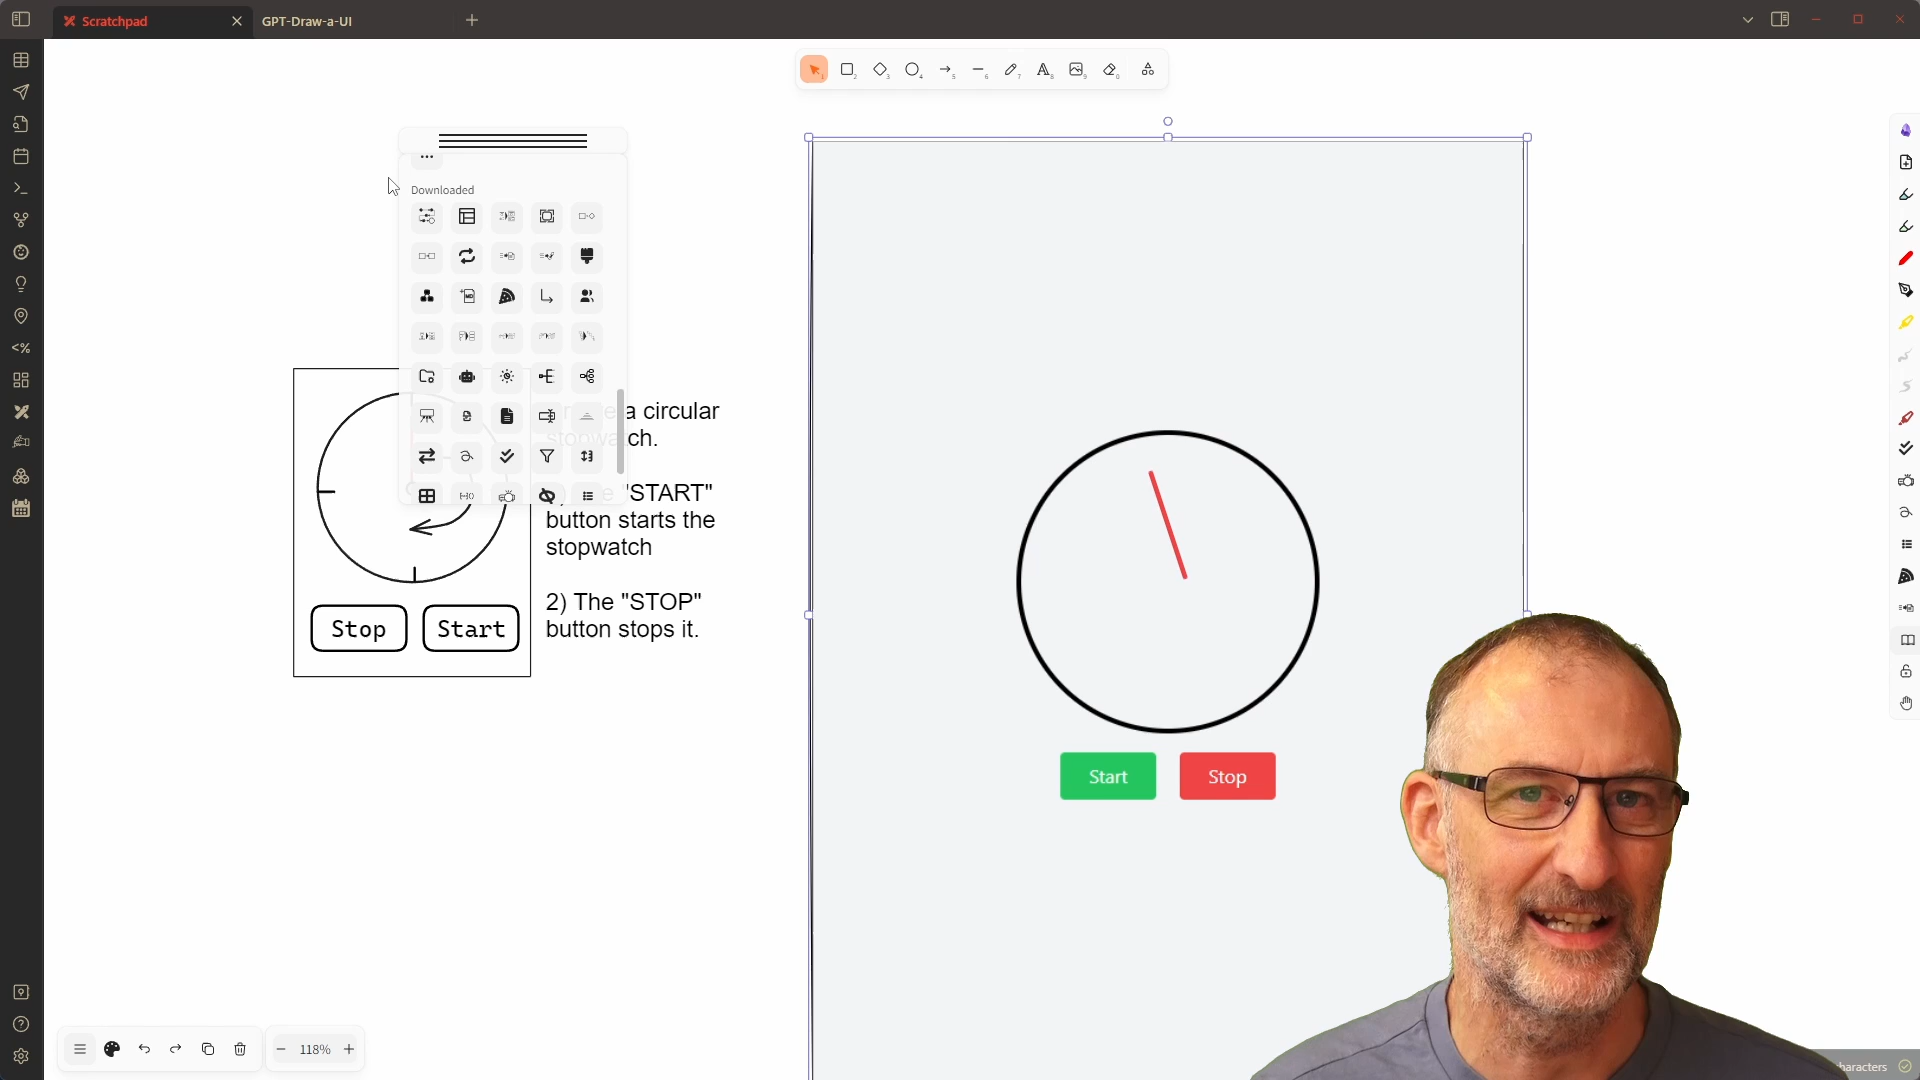 Scratchpad
GPT-Draw-a-UI
Downloaded
a circular
ch.
"START"
button starts the
stopwatch
2) The "STOP"
button stops it.
Stop
Start
Start
Stop
118%